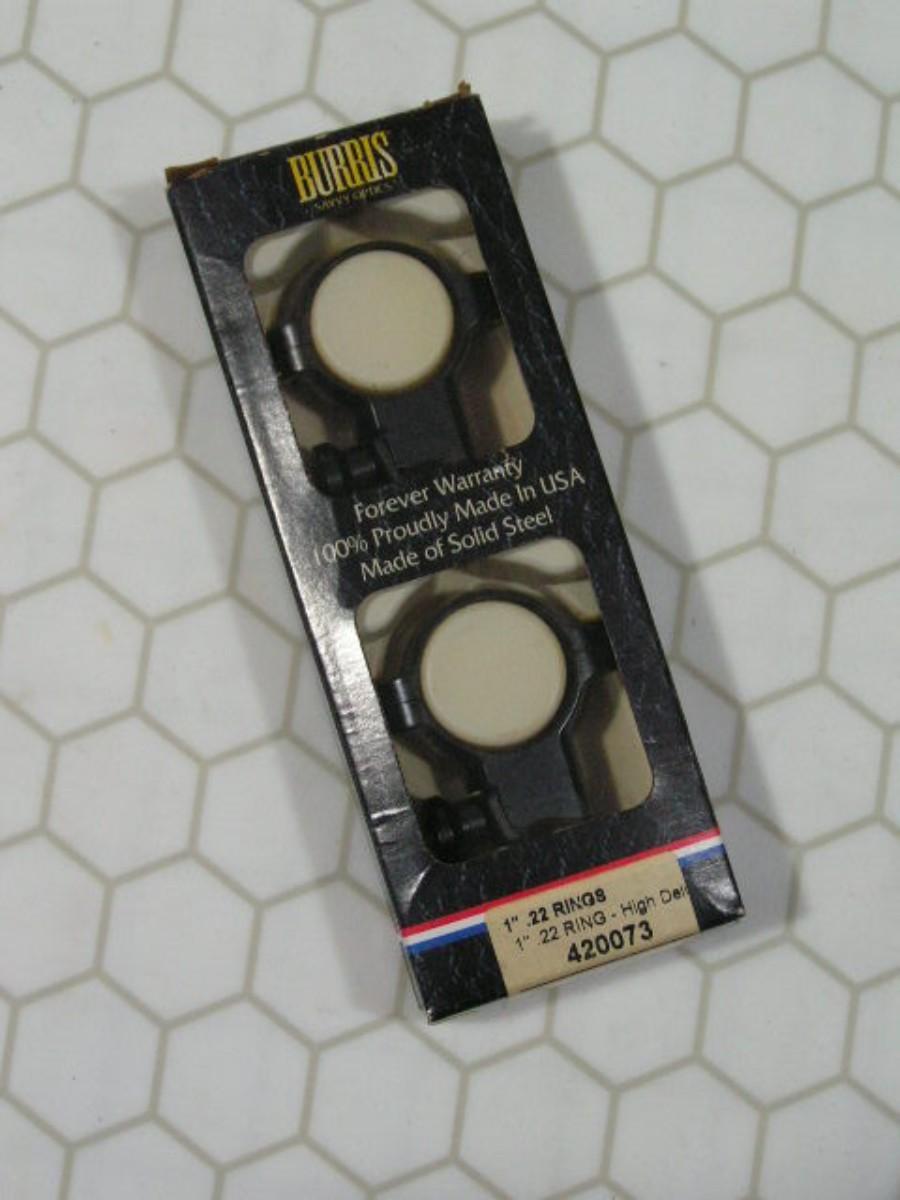 BURRIS
SAVVY OPTICS
Forever Warranty
100% Proudly Made In USA
Made of Solid Steel
1" .22 RINGS
1" .22 RING - High Del
420073